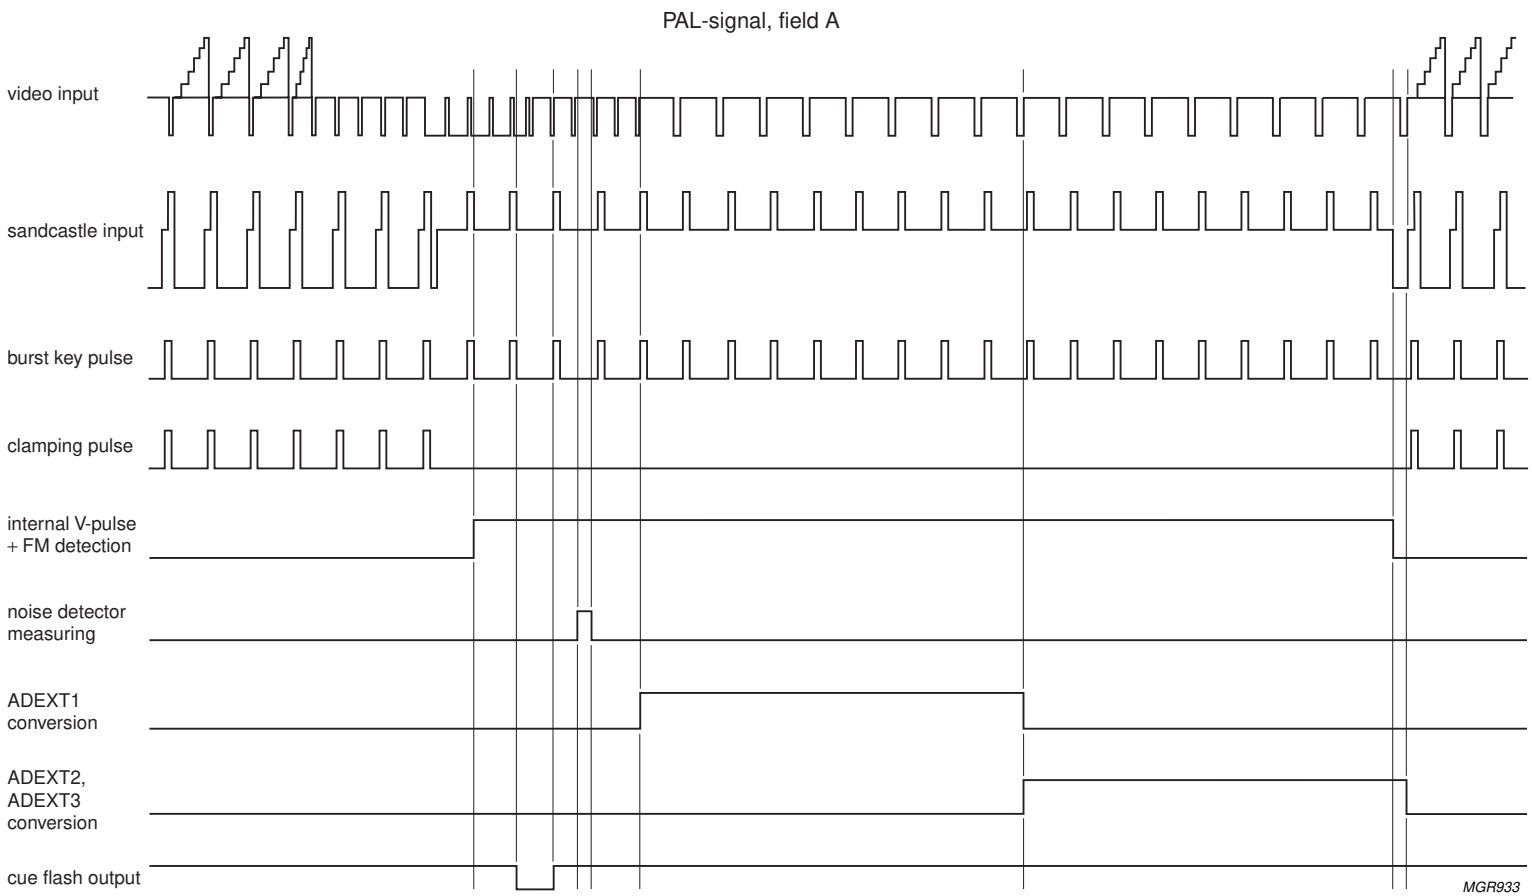 PAL-signal, field A
video input
sandcastle input
burst key pulse
clamping pulse
internal V-pulse
+ FM detection
noise detector
measuring
ADEXT1
conversion
ADEXT2,
ADEXT3
conversion
cue flash output
MGR933